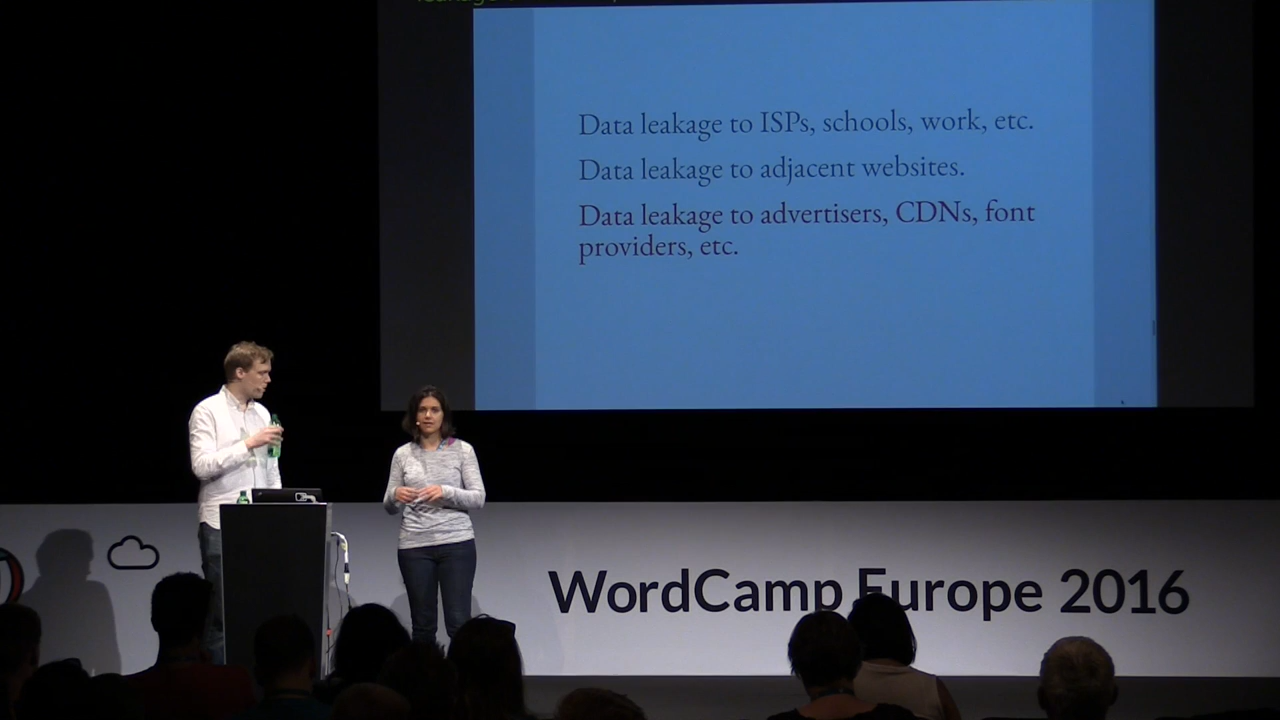 Data leakage to ISPs, schools, work, etc.
Data leakage to adjacent websites.
Data leakage to advertisers, CDNs, font
providers, etc.
WordCamp Europe 2016